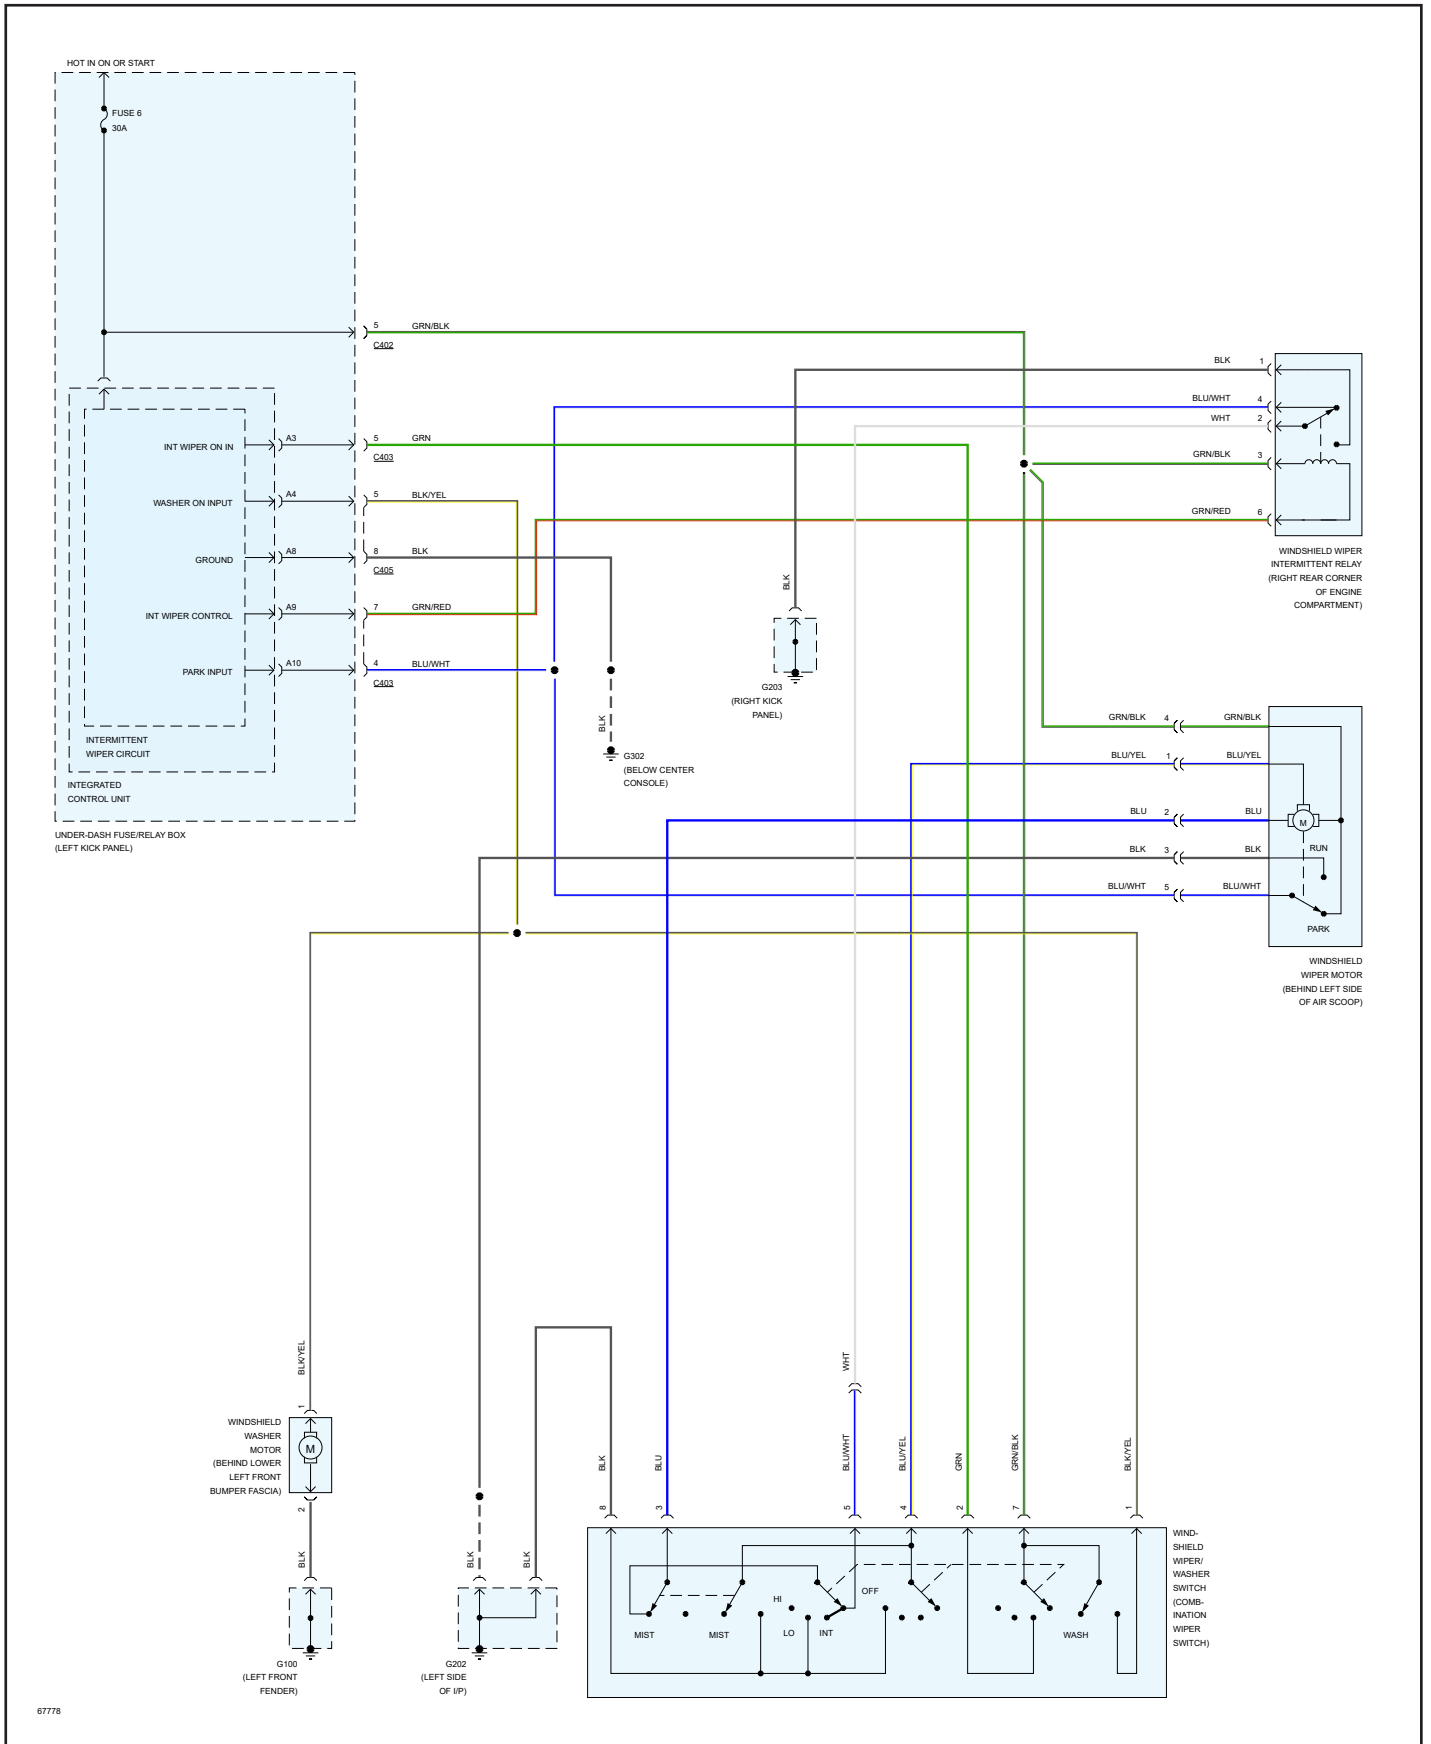 HOT IN ON OR START
FUSE 6
30A
5
GRN/BLK
C402
INT WIPER ON IN
A3
5
GRN
C403
WASHER ON INPUT
A4
5
BLK/YEL
GROUND
A8
8
BLK
C405
INT WIPER CONTROL
A9
7
GRN/RED
PARK INPUT
A10
4
BLU/WHT
C403
INTERMITTENT
WIPER CIRCUIT
INTEGRATED
CONTROL UNIT
UNDER-DASH FUSE/RELAY BOX
(LEFT KICK PANEL)
BLK
1
BLU/WHT
4
WHT
2
GRN/BLK
3
GRN/RED
6
WINDSHIELD WIPER
INTERMITTENT RELAY
(RIGHT REAR CORNER
OF ENGINE
COMPARTMENT)
BLK
G203
(RIGHT KICK
PANEL)
BLK
G302
(BELOW CENTER
CONSOLE)
GRN/BLK
4
GRN/BLK
BLU/YEL
1
BLU/YEL
BLU
2
BLU
M
BLK
3
BLK
RUN
BLU/WHT
5
BLU/WHT
PARK
WINDSHIELD
WIPER MOTOR
(BEHIND LEFT SIDE
OF AIR SCOOP)
BLK/YEL
1
WINDSHIELD
WASHER
MOTOR
(BEHIND LOWER
LEFT FRONT
BUMPER FASCIA)
M
2
BLK
G100
(LEFT FRONT
FENDER)
BLK
BLK
G202
(LEFT SIDE
OF I/P)
WHT
BLK
BLU
BLU/WHT
BLU/YEL
GRN
GRN/BLK
BLK/YEL
8
3
5
4
2
7
1
HI
OFF
MIST
MIST
LO
INT
WASH
WIND-
SHIELD
WIPER/
WASHER
SWITCH
(COMB-
INATION
WIPER
SWITCH)
67778